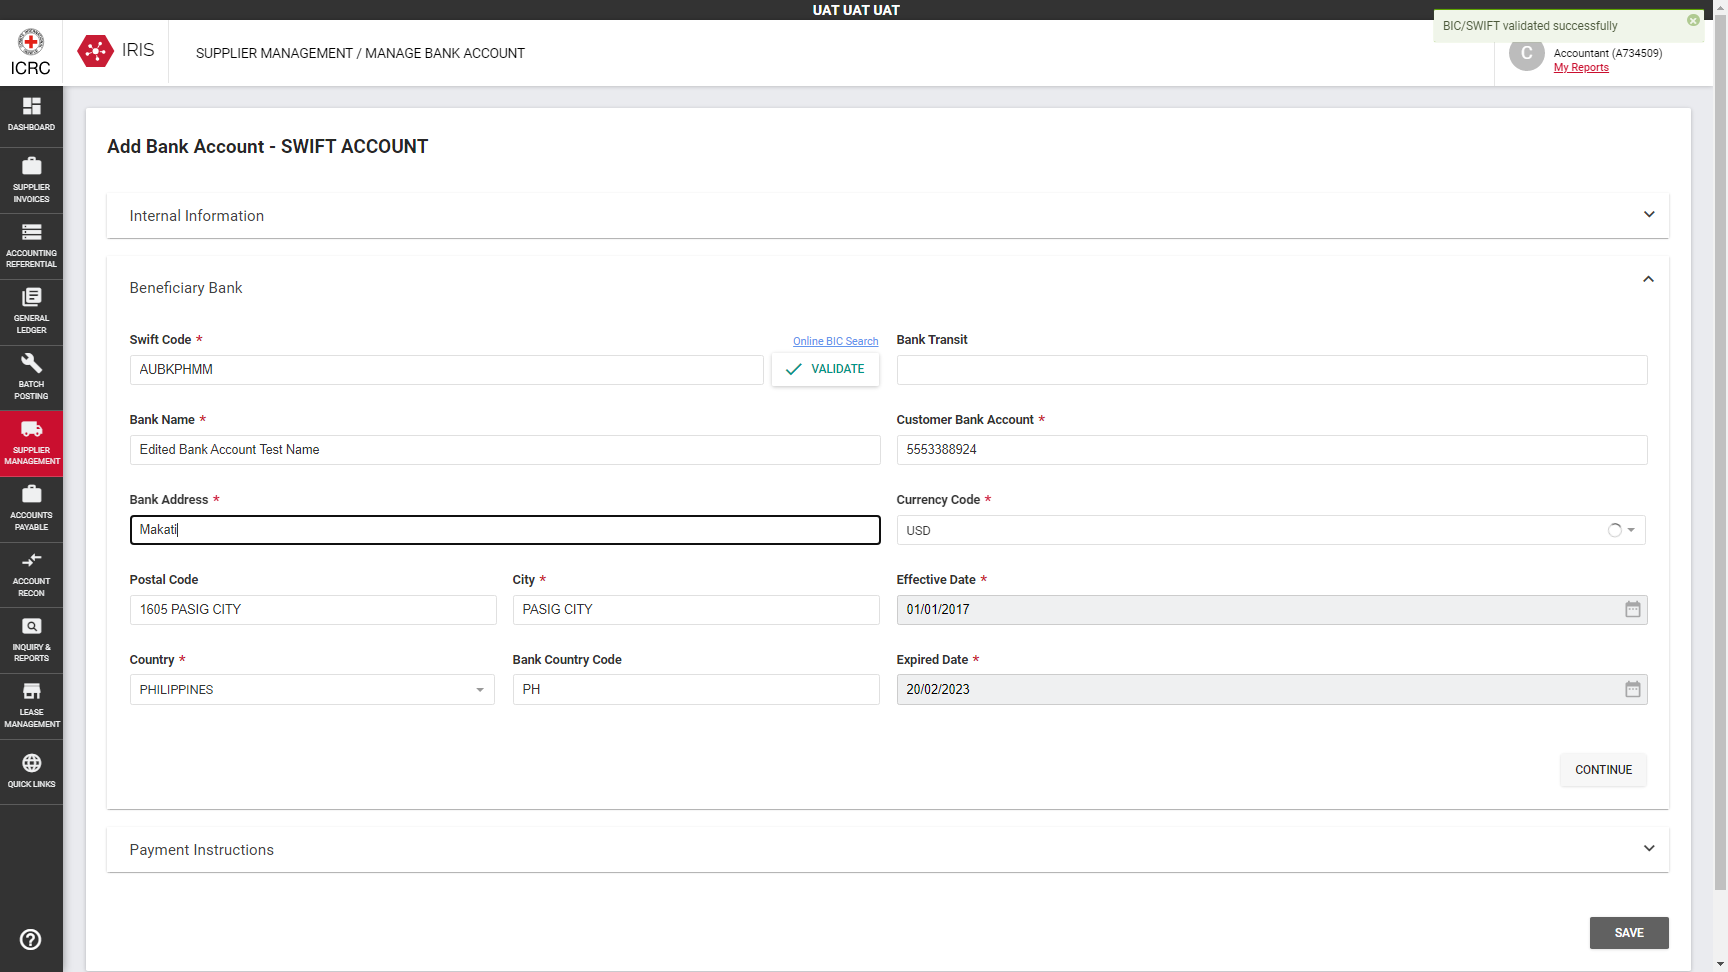 UAT UAT UAT
BIC/SWIFT validated successfully
ICRC
IRIS
SUPPLIER MANAGEMENT / MANAGE BANK ACCOUNT
C
Accountant (A734509)
My Reports
DASHBOARD
SUPPLIER
INVOICES
ACCOUNTING
REFERENTIAL
GENERAL
LEDGER
BATCH
POSTING
SUPPLIER
MANAGEMENT
ACCOUNTS
PAYABLE
ACCOUNT
RECON
INQUIRY &
REPORTS
LEASE
MANAGEMENT
QUICK LINKS
Add Bank Account - SWIFT ACCOUNT
Internal Information
Beneficiary Bank
Swift Code *
Online BIC Search
AUBKPHMM
VALIDATE
Bank Transit
Bank Name *
Edited Bank Account Test Name
Customer Bank Account *
5553388924
Bank Address *
Makati
Currency Code *
USD
Postal Code
1605 PASIG CITY
City *
PASIG CITY
Effective Date *
01/01/2017
Country *
PHILIPPINES
Bank Country Code
PH
Expired Date *
20/02/2023
CONTINUE
Payment Instructions
SAVE